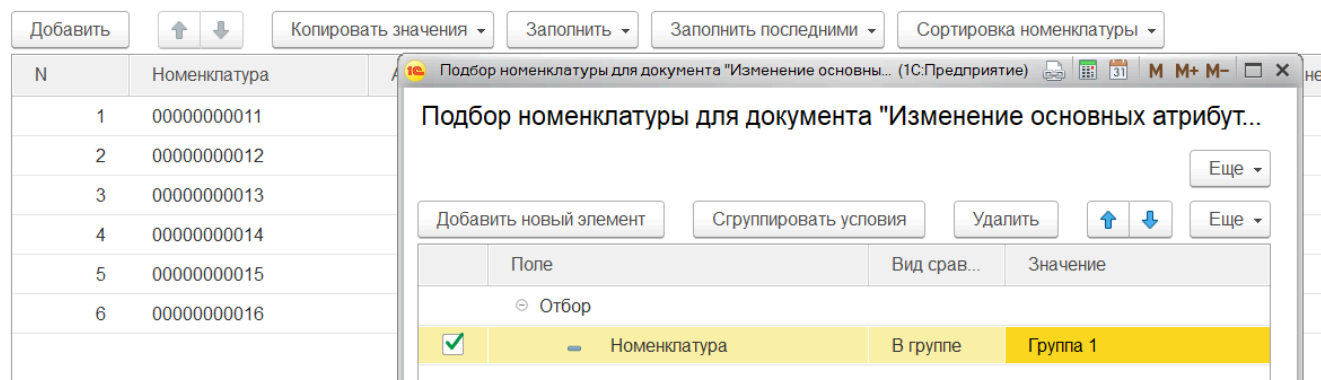 Добавить Копировать значения Заполнить Заполнить последними Сортировка номенклатуры
N Номенклатура
1С Подбор номенклатуры для документа "Изменение основны... (1С:Предприятие) 31 M M+ M-
Подбор номенклатуры для документа "Изменение основных атрибут...
Еще
Добавить новый элемент Сгруппировать условия Удалить Еще
Поле Вид срав... Значение
Отбор
Номенклатура В группе Группа 1
1 00000000011
2 00000000012
3 00000000013
4 00000000014
5 00000000015
6 00000000016